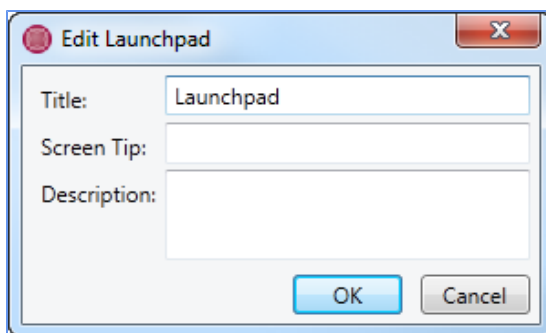 Edit Launchpad
Title: Launchpad
Screen Tip:
Description:
OK Cancel